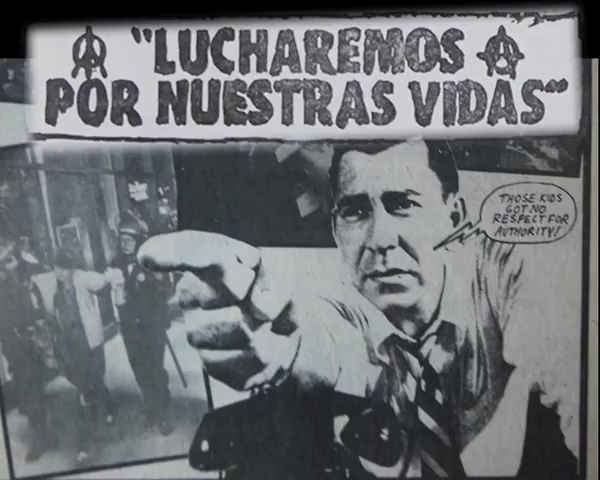 "LUCHAREMOS
POR NUESTRAS VIDAS"
THOSE KIDS
GOT NO
RESPECT FOR
AUTHORITY!